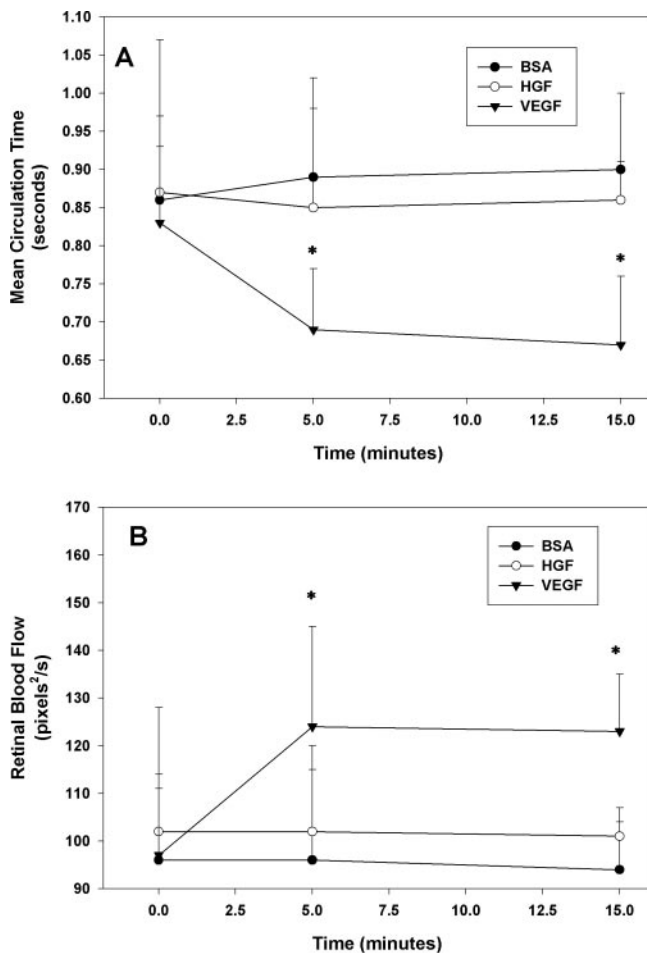 A
BSA
HGF
VEGF
Mean Circulation Time
(seconds)
1.10
1.05
1.00
0.95
0.90
0.85
0.80
0.75
0.70
0.65
0.60
*
*
0.0 2.5 5.0 7.5 10.0 12.5 15.0
Time (minutes)
B
BSA
HGF
VEGF
Retinal Blood Flow
(pixels²/s)
170
160
150
140
130
120
110
100
90
*
*
0.0 2.5 5.0 7.5 10.0 12.5 15.0
Time (minutes)